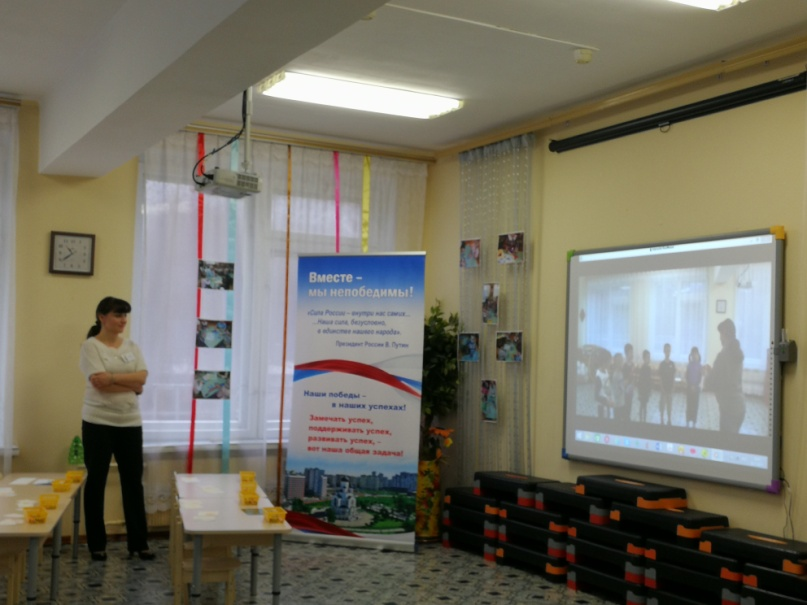 Вместе –
мы непобедимы!
«Сила России – внутри нас самих...
...Наша сила, безусловно,
в единстве нашего народа».
Президент России В. Путин
Наши победы –
в наших успехах!
Замечать успех,
поддерживать успех,
развивать успех, –
вот наша общая задача!